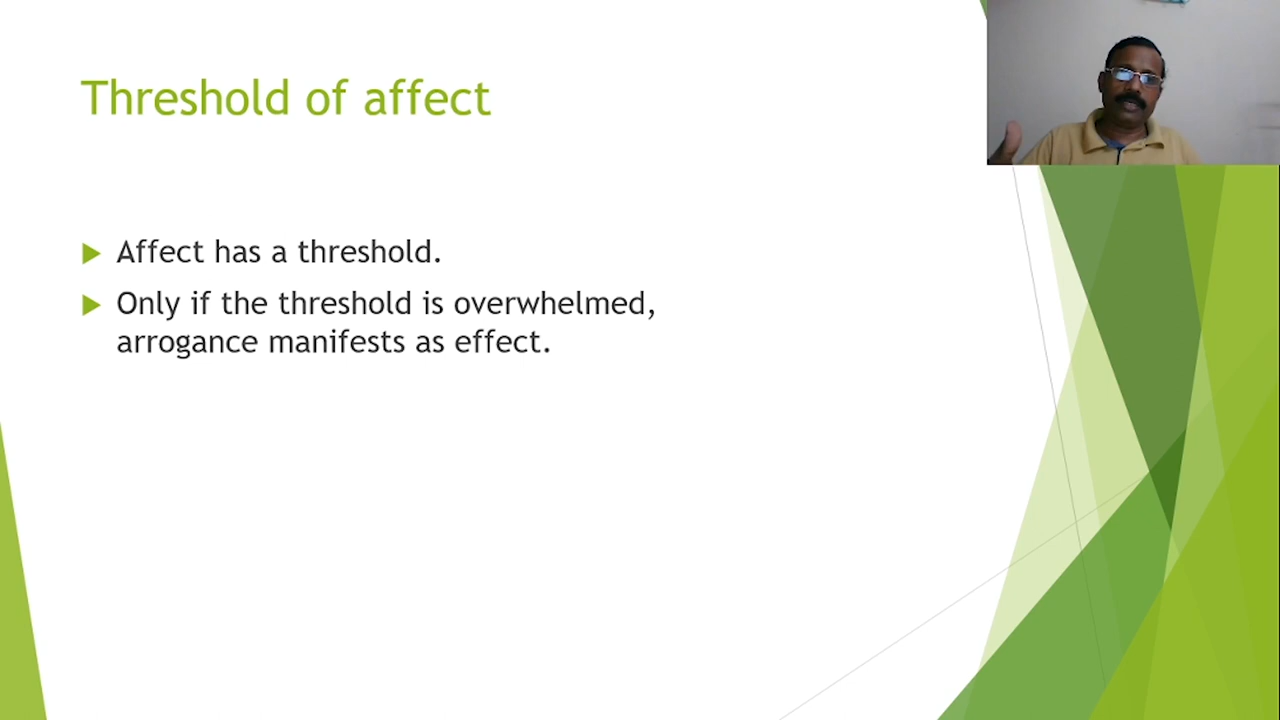 Threshold of affect
Affect has a threshold.
Only if the threshold is overwhelmed,
arrogance manifests as effect.